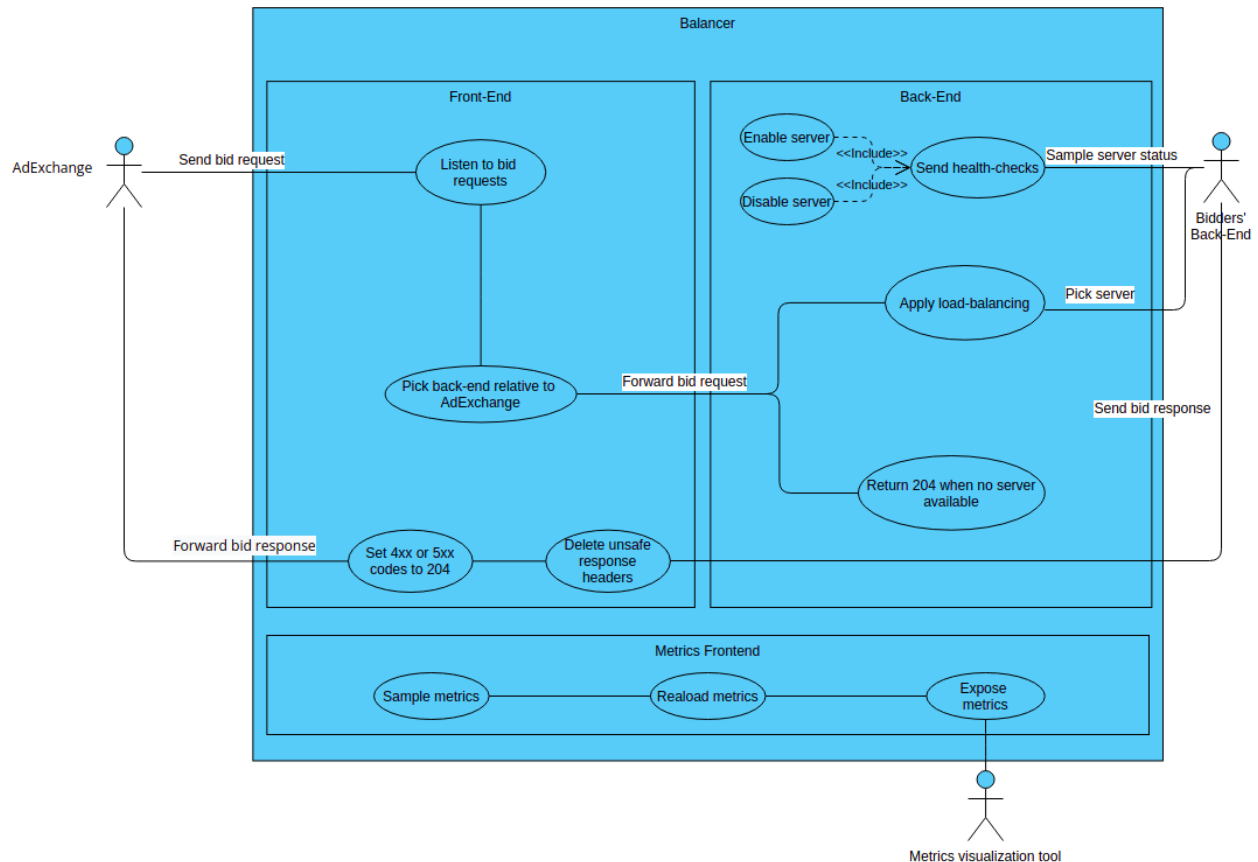 Balancer
Front-End
Back-End
AdExchange
Send bid request
Listen to bid
requests
Enable server
<<Include>>
Send health-checks
Sample server status
<<Include>>
Disable server
Bidders'
Back-End
Apply load-balancing
Pick server
Pick back-end relative to
AdExchange
Forward bid request
Send bid response
Return 204 when no server
available
Forward bid response
Set 4xx or 5xx
codes to 204
Delete unsafe
response
headers
Metrics Frontend
Sample metrics
Reaload metrics
Expose
metrics
Metrics visualization tool